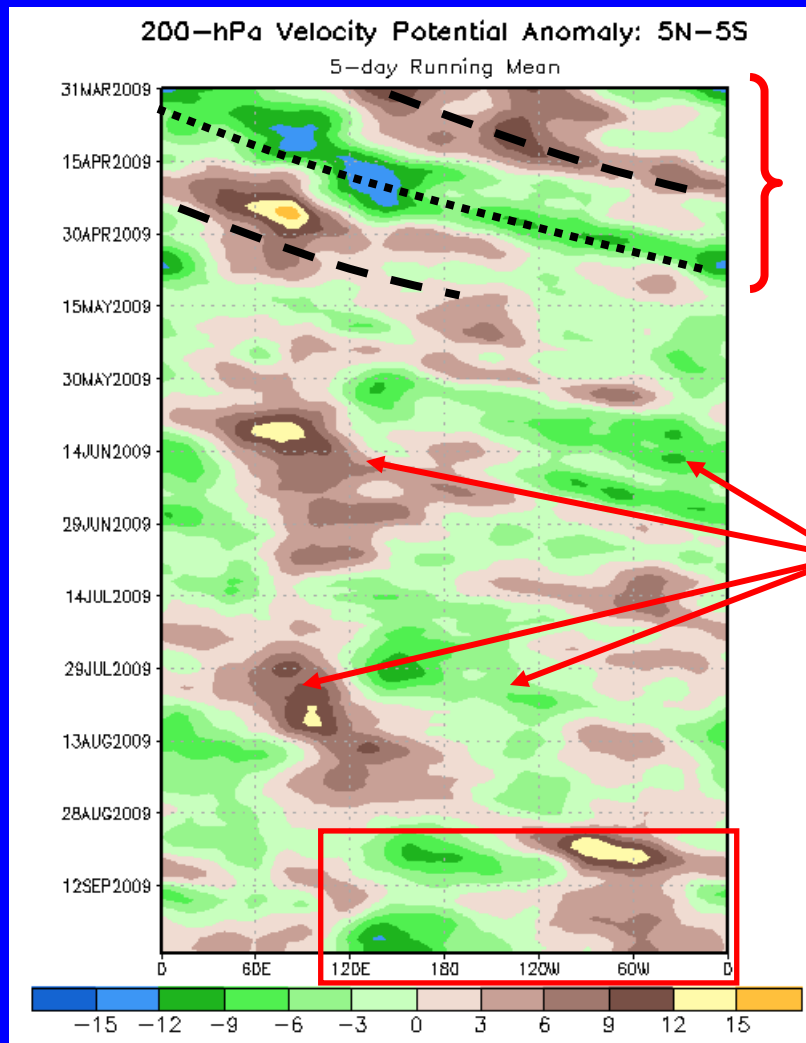 200-hPa Velocity Potential Anomaly: 5N-5S
5-day Running Mean
31MAR2009
15APR2009
30APR2009
15MAY2009
30MAY2009
14JUN2009
29JUN2009
14JUL2009
29JUL2009
13AUG2009
28AUG2009
12SEP2009
0 60E 120E 180 120W 60W 0
-15 -12 -9 -6 -3 0 3 6 9 12 15